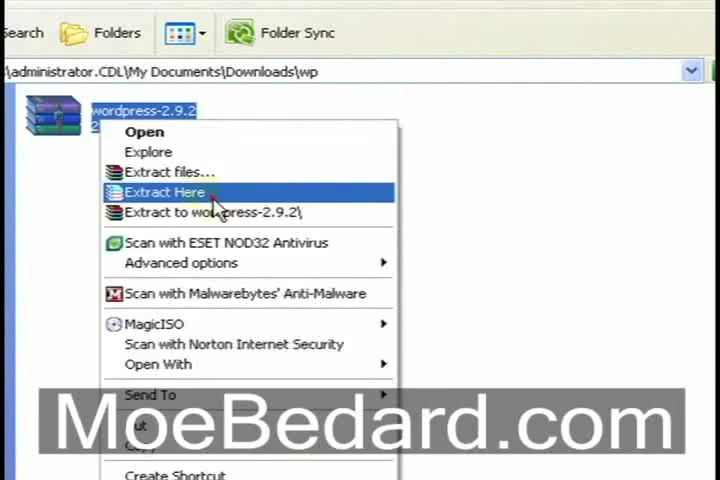 Search Folders Folder Sync
\administrator.CDL\My Documents\Downloads\wp
wordpress-2.9.2
Open
Explore
Extract files...
Extract Here
Extract to wordpress-2.9.2\
Scan with ESET NOD32 Antivirus
Advanced options
Scan with Malwarebytes' Anti-Malware
MagicISO
Scan with Norton Internet Security
Open With
Send To
MoeBedard.com
Cut
Copy
Create Shortcut